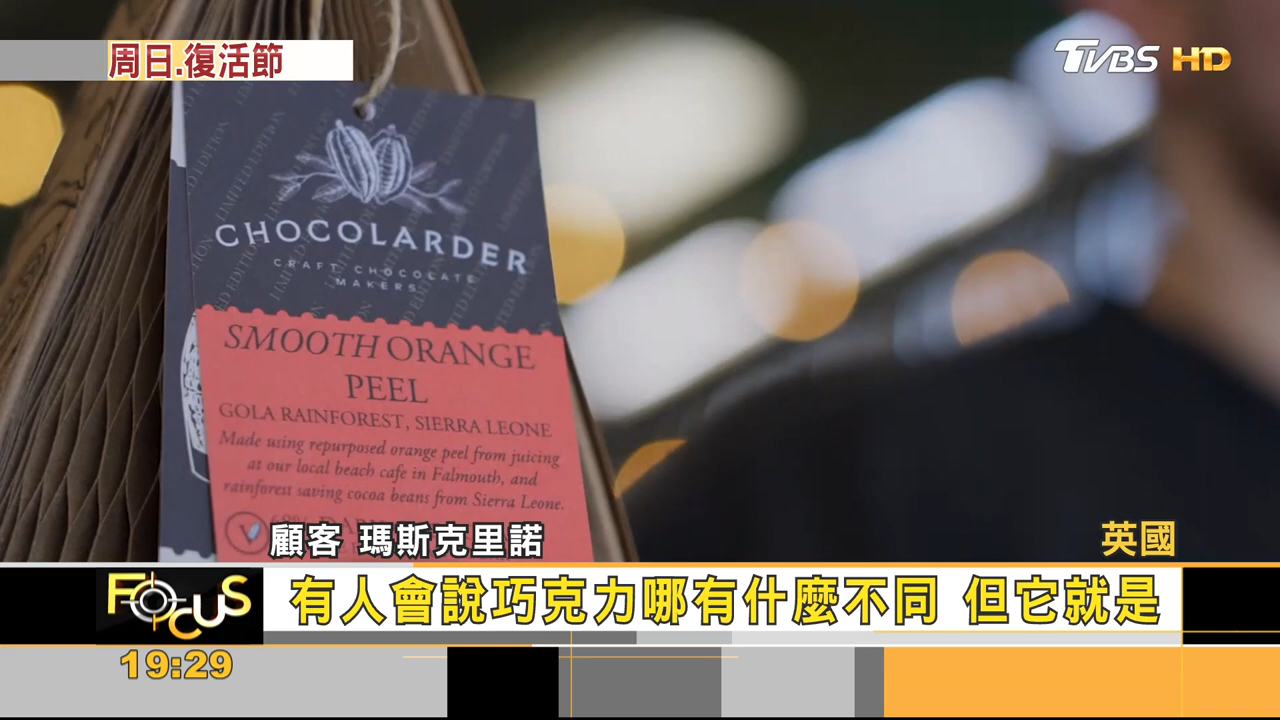 周日.復活節
TVBS HD
CHOCOLARDER
CRAFT CHOCOLATE
MAKERS
SMOOTH ORANGE
PEEL
GOLA RAINFOREST, SIERRA LEONE
Made using repurposed orange peel from juicing
at our local beach cafe in Falmouth, and
rainforest saving cocoa beans from Sierra Leone.
LIMITED EDITION
顧客 瑪斯克里諾
英國
FOCUS
有人會說巧克力哪有什麼不同 但它就是
19:29